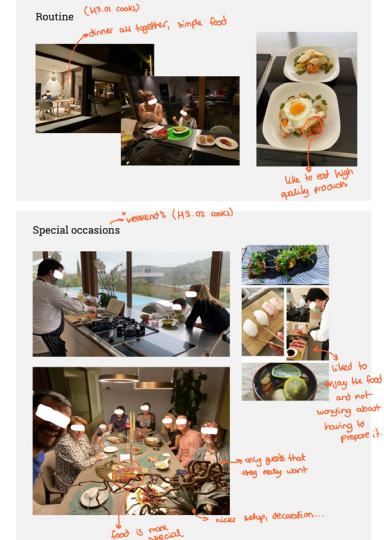 Routine
(H3.01 cooks)
dinner all together, simple food
like to eat high
quality products
+
weekend's (H3.02 cooks)
Special occasions
liked to
enjoy the food
and not
worrying about
having to
prepare it.
only guests that
they really want
nicer setup, decoration...
food is more
special